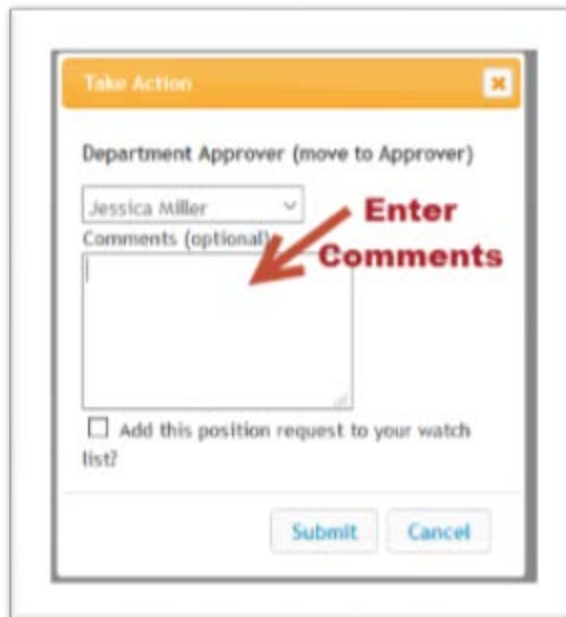 Take Action
Department Approver (move to Approver)
Jessica Miller
Enter
Comments (optional)
Comments
Add this position request to your watch
list?
Submit
Cancel